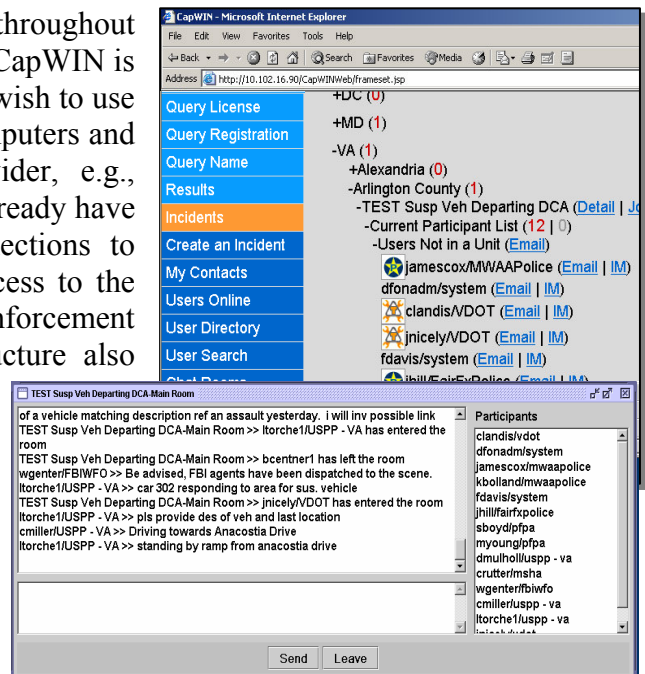 throughout
CapWIN is
wish to use
puters and
vider, e.g.,
ready have
ections to
cess to the
nforcement
cture also
CapWIN - Microsoft Internet Explorer
File Edit View Favorites Tools Help
Back Search Favorites Media
Address http://10.102.16.90/CapWINWeb/frameset.jsp
Query License
Query Registration
Query Name
Results
Incidents
Create an Incident
My Contacts
Users Online
User Directory
User Search
Chat Rooms
+DC (0)
+MD (1)
-VA (1)
+Alexandria (0)
-Arlington County (1)
-TEST Susp Veh Departing DCA (Detail | Jo
-Current Participant List (12 | 0)
-Users Not in a Unit (Email)
jamescox/MWAAPolice (Email | IM)
dfonadm/system (Email | IM)
clandis/VDOT (Email | IM)
jnicely/VDOT (Email | IM)
fdavis/system (Email | IM)
jhill/FairFxPolice (Email | IM)
TEST Susp Veh Departing DCA-Main Room
of a vehicle matching description ref an assault yesterday. i will inv possible link
TEST Susp Veh Departing DCA-Main Room >> ltorche1/USPP - VA has entered the
room
TEST Susp Veh Departing DCA-Main Room >> bcentner1 has left the room
wgenter/FBIWFO >> Be advised, FBI agents have been dispatched to the scene.
ltorche1/USPP - VA >> car 302 responding to area for sus. vehicle
TEST Susp Veh Departing DCA-Main Room >> jnicely/VDOT has entered the room
ltorche1/USPP - VA >> pls provide des of veh and last location
cmiller/USPP - VA >> Driving towards Anacostia Drive
ltorche1/USPP - VA >> standing by ramp from anacostia drive
Participants
clandis/vdot
dfonadm/system
jamescox/mwaapolice
kbolland/mwaapolice
fdavis/system
jhill/fairfxpolice
sboyd/pfpa
myoung/pfpa
dmulholl/uspp - va
crutter/msha
wgenter/fbiwfo
cmiller/uspp - va
ltorche1/uspp - va
jnicely/vdot
Send Leave